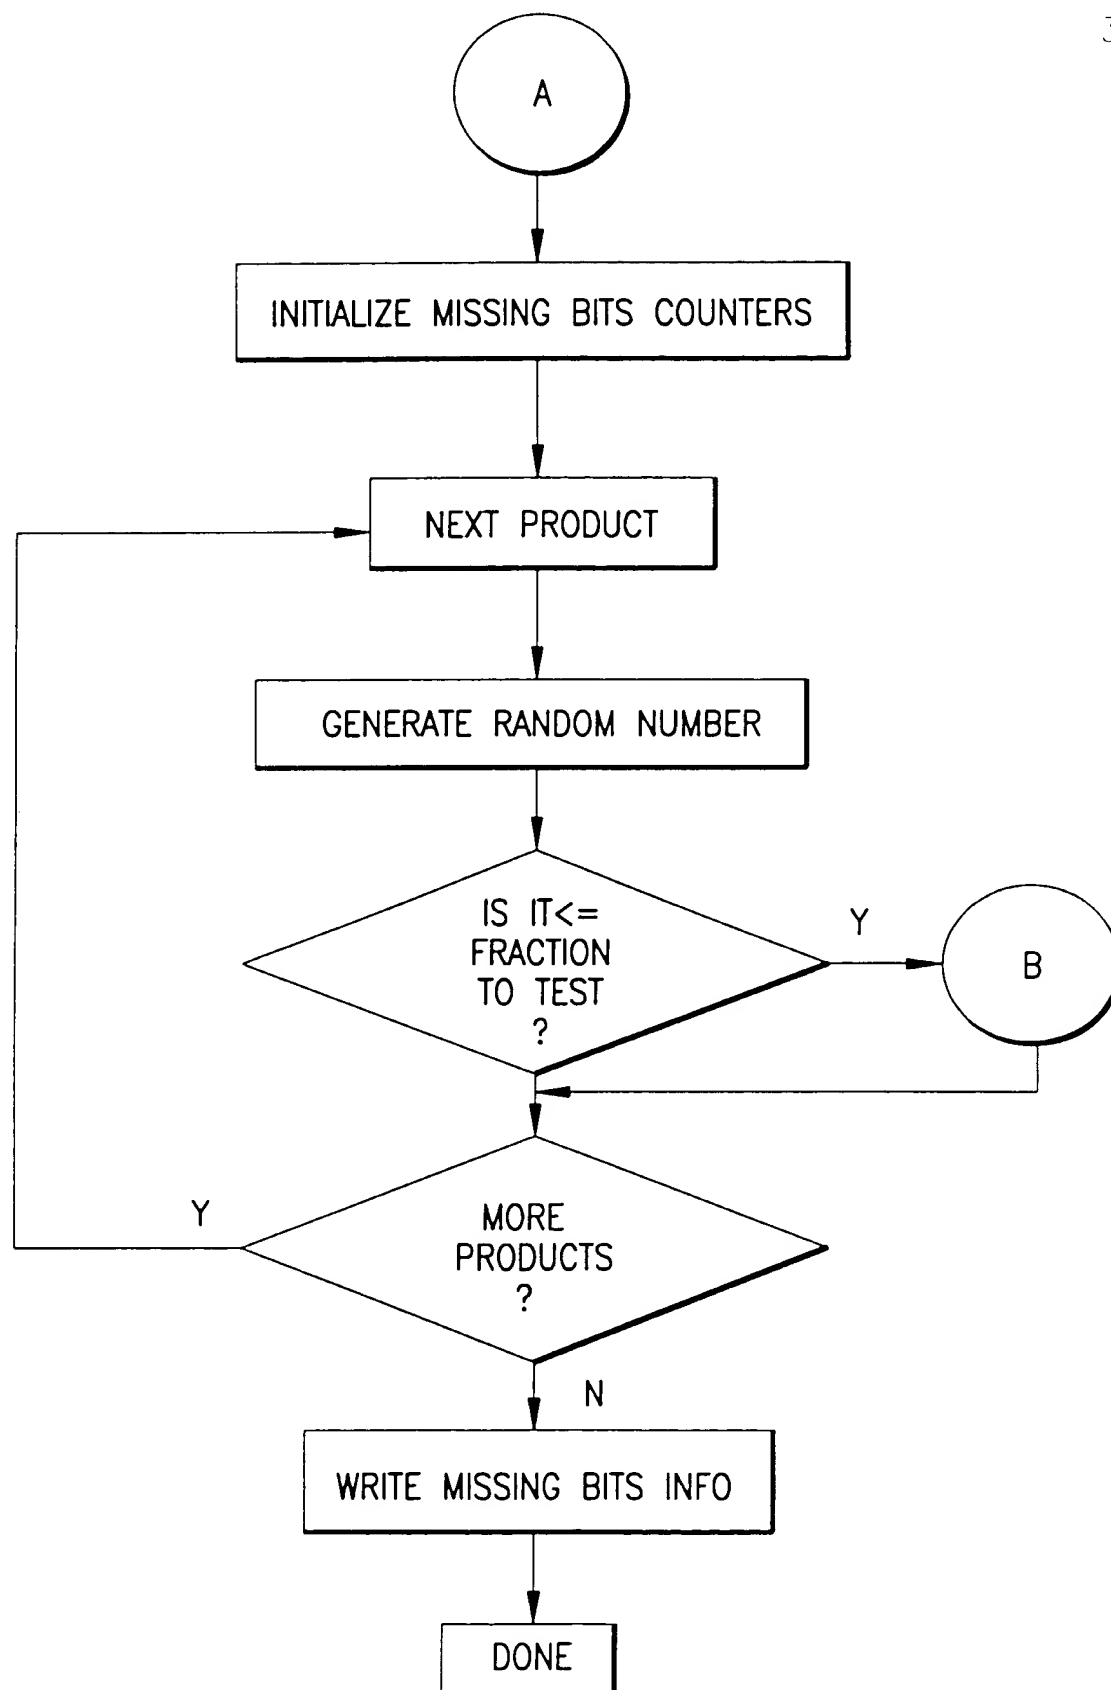 3
A
INITIALIZE MISSING BITS COUNTERS
NEXT PRODUCT
GENERATE RANDOM NUMBER
IS IT<=
FRACTION
TO TEST
?
Y
B
Y
MORE
PRODUCTS
?
N
WRITE MISSING BITS INFO
DONE